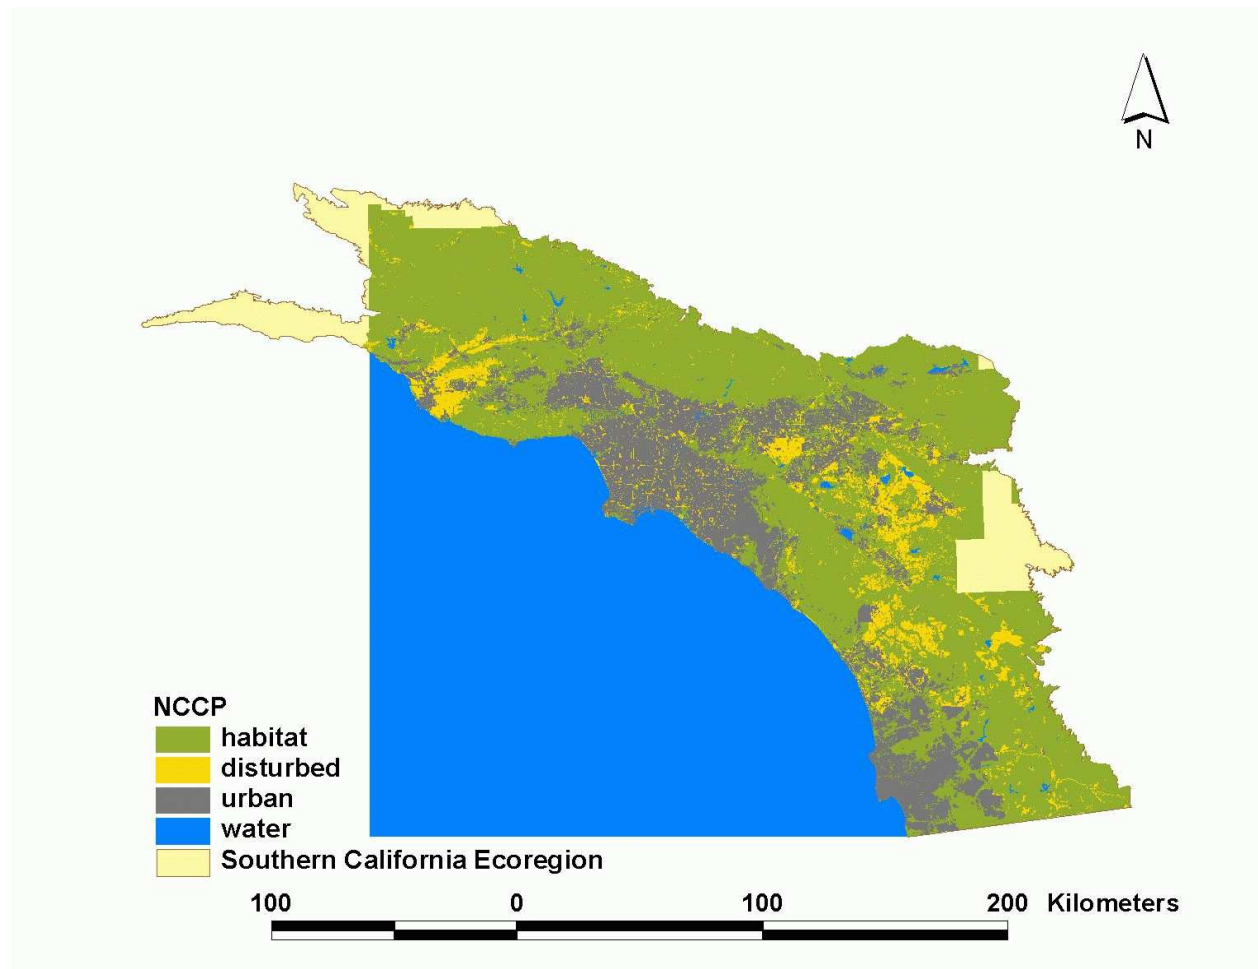 N
NCCP
habitat
disturbed
urban
water
Southern California Ecoregion
100 0 100 200 Kilometers